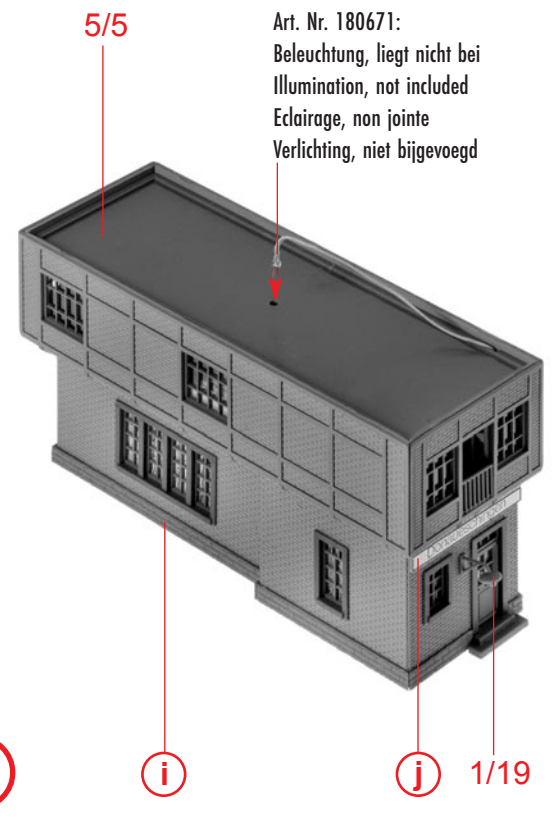 5/5
Art. Nr. 180671:
Beleuchtung, liegt nicht bei
Illumination, not included
Eclairage, non jointe
Verlichting, niet bijgevoegd
Donaueschingen
i
j
1/19